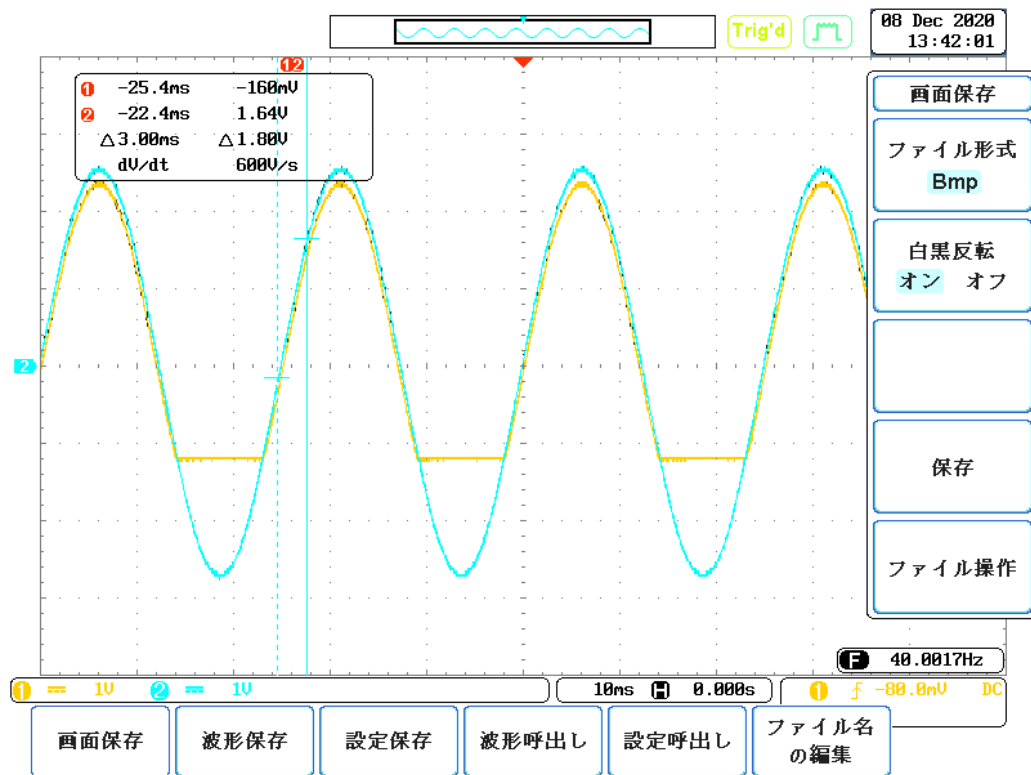 Trig'd
08 Dec 2020
13:42:01
1 2
1 -25.4ms -160mV
2 -22.4ms 1.64V
△3.00ms △1.80V
dV/dt 600V/s
画面保存
ファイル形式
Bmp
白黒反転
オン オフ
保存
ファイル操作
2
F 40.0017Hz
1 1V 2 1V
10ms H 0.000s
1 -80.0mV DC
画面保存
波形保存
設定保存
波形呼出し
設定呼出し
ファイル名
の編集